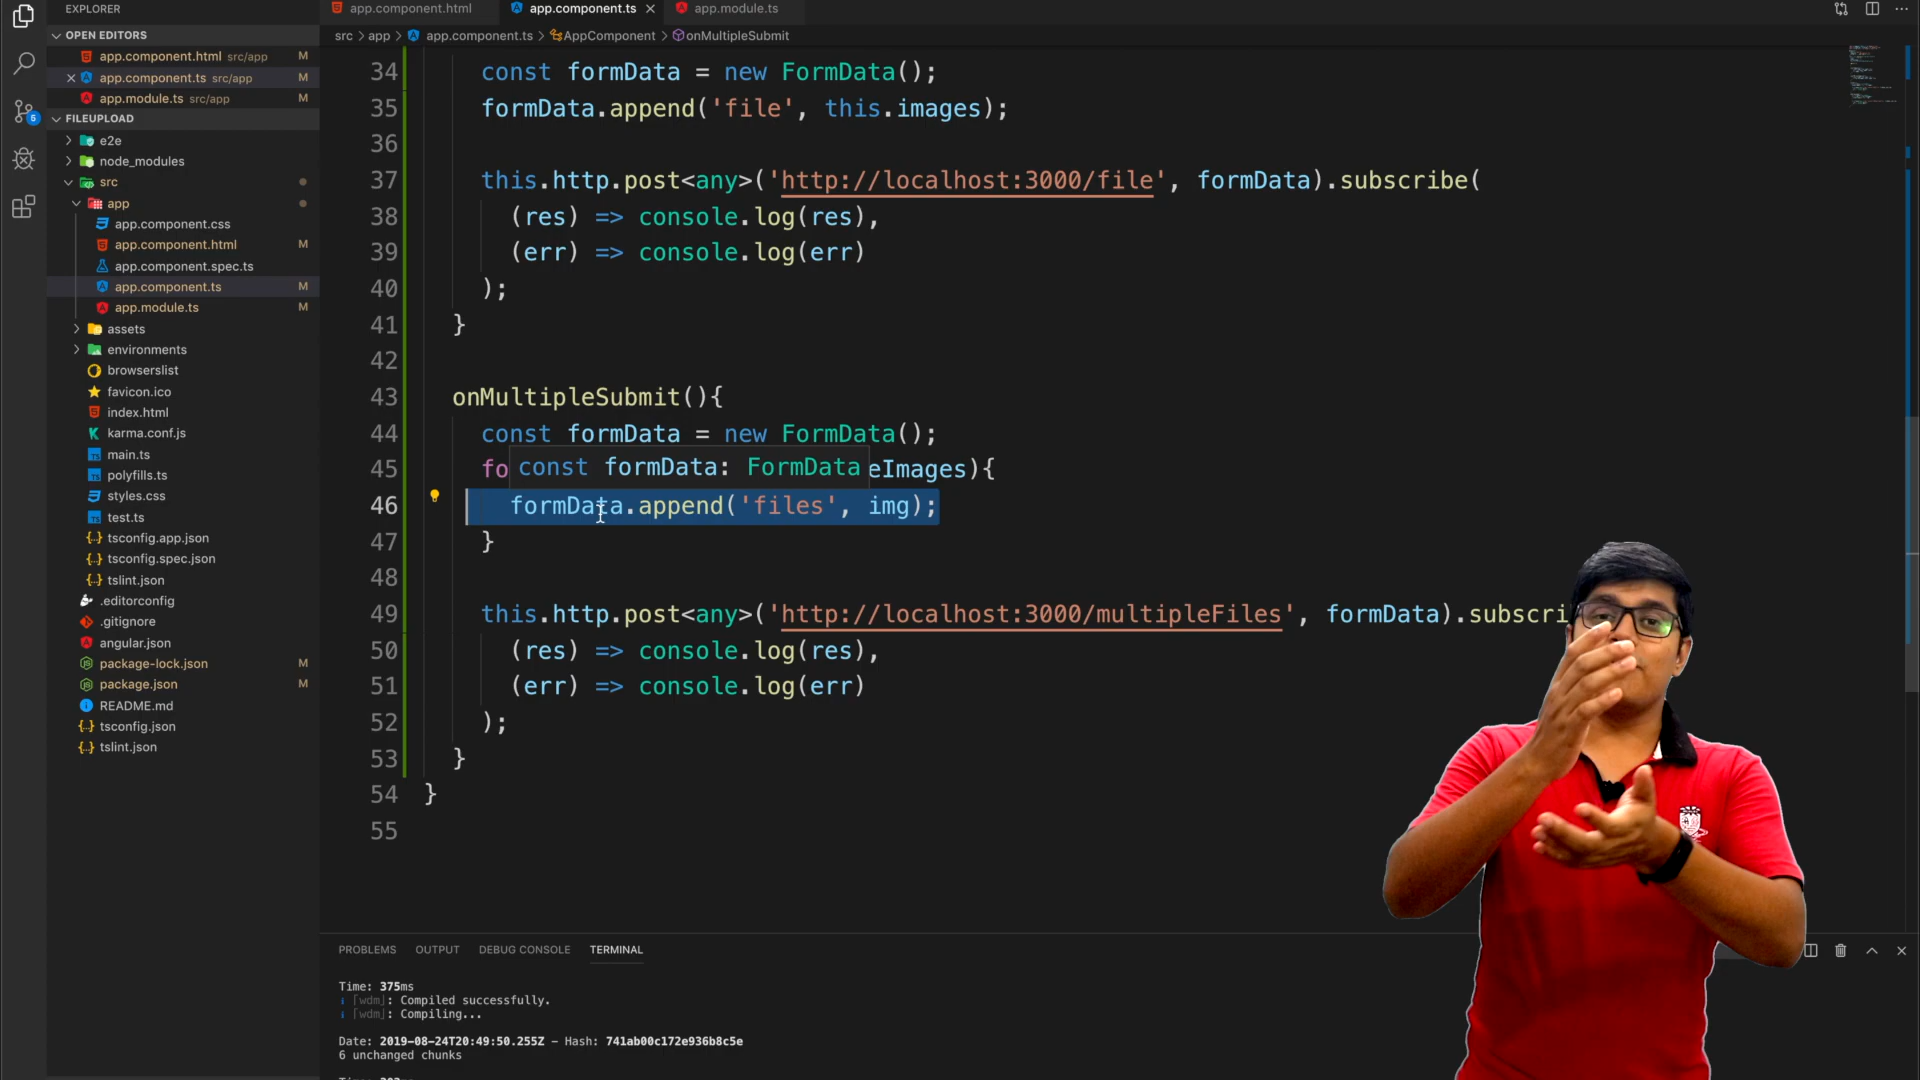 EXPLORER
OPEN EDITORS
app.component.html src/app M
app.component.ts src/app M
app.module.ts src/app M
FILEUPLOAD
e2e
node_modules
src
app
app.component.css
app.component.html M
app.component.spec.ts
app.component.ts M
app.module.ts M
assets
environments
browserslist
favicon.ico
index.html
karma.conf.js
main.ts
polyfills.ts
styles.css
test.ts
tsconfig.app.json
tsconfig.spec.json
tslint.json
.editorconfig
.gitignore
angular.json
package-lock.json M
package.json M
README.md
tsconfig.json
tslint.json
6
app.component.html app.component.ts app.module.ts
src > app > app.component.ts > AppComponent > onMultipleSubmit
34 const formData = new FormData();
35 formData.append('file', this.images);
36
37 this.http.post<any>('http://localhost:3000/file', formData).subscribe(
38 (res) => console.log(res),
39 (err) => console.log(err)
40 );
41 }
42
43 onMultipleSubmit(){
44 const formData = new FormData();
45 fo const formData: FormData eImages){
46 formData.append('files', img);
47 }
48
49 this.http.post<any>('http://localhost:3000/multipleFiles', formData).subscri
50 (res) => console.log(res),
51 (err) => console.log(err)
52 );
53 }
54 }
55
PROBLEMS OUTPUT DEBUG CONSOLE TERMINAL
Time: 375ms
i ｢wdm｣: Compiled successfully.
i ｢wdm｣: Compiling...
Date: 2019-08-24T20:49:50.255Z - Hash: 741ab00c172e936b8c5e
6 unchanged chunks